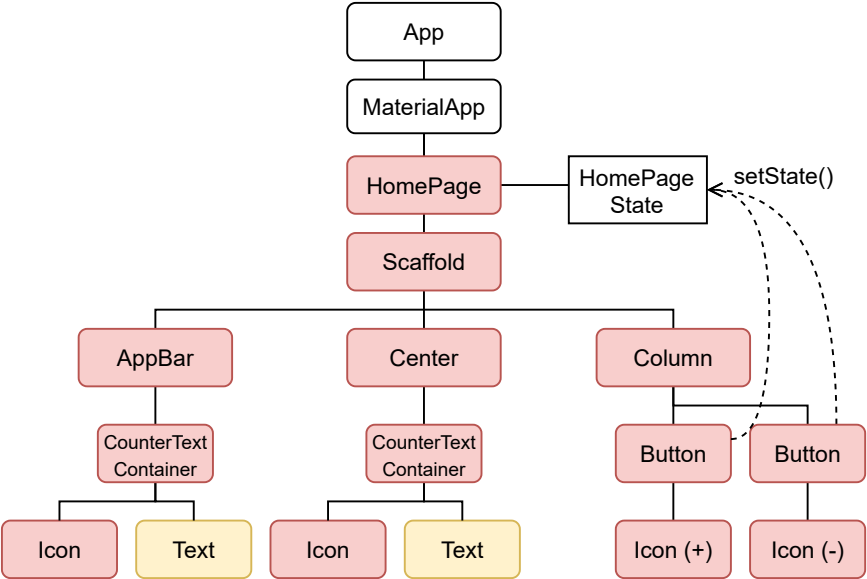 App
MaterialApp
HomePage
HomePage
State
setState()
Scaffold
AppBar
Center
Column
CounterText
Container
CounterText
Container
Button
Button
Icon
Text
Icon
Text
Icon (+)
Icon (-)